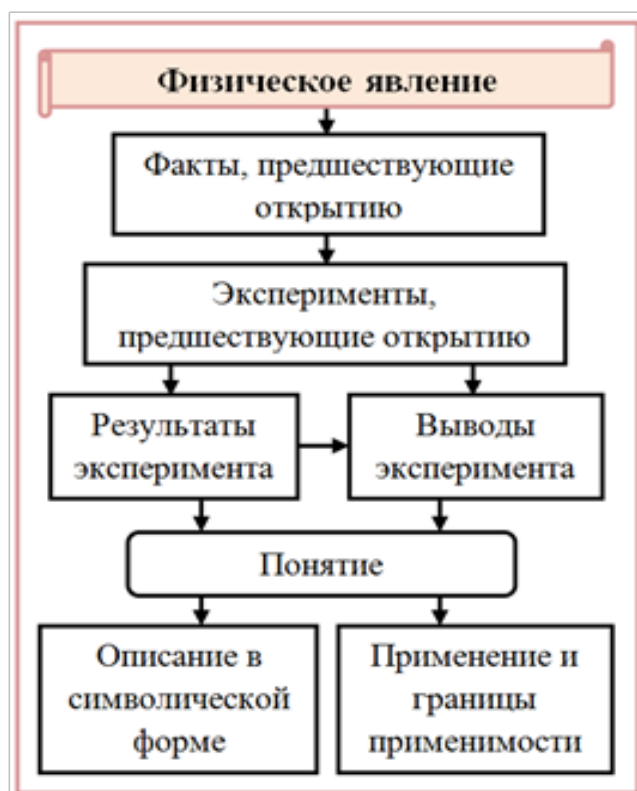 Физическое явление
Факты, предшествующие
открытию
Эксперименты,
предшествующие открытию
Результаты
эксперимента
Выводы
эксперимента
Понятие
Описание в
символической
форме
Применение и
границы
применимости